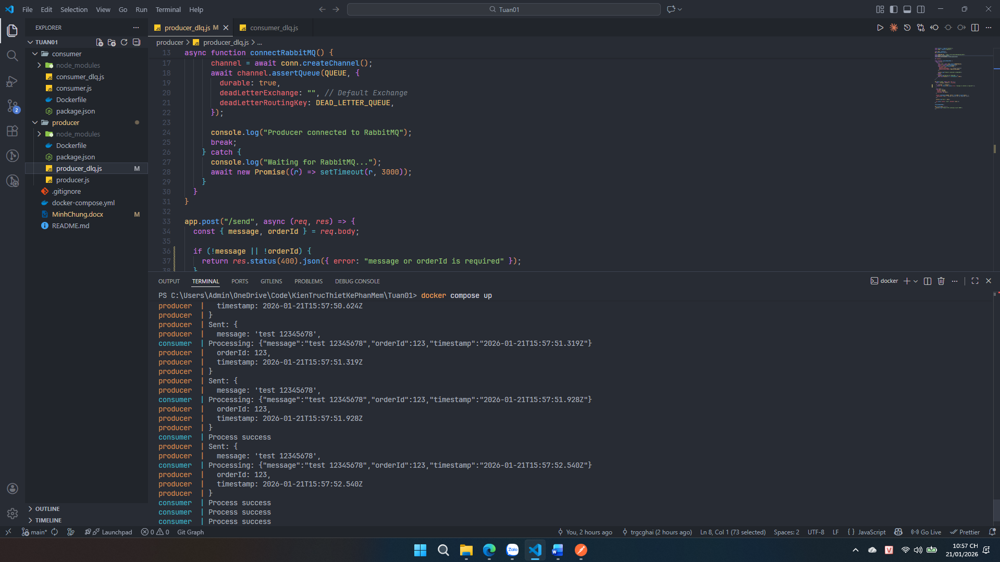 File Edit Selection View Go Run Terminal Help
Tuan01
EXPLORER
producer_dlq.js M
consumer_dlq.js
TUAN01
consumer
node_modules
consumer_dlq.js
consumer.js
Dockerfile
package.json
producer
node_modules
Dockerfile
package.json
producer_dlq.js M
producer.js
.gitignore
docker-compose.yml
MinhChung.docx M
README.md
OUTLINE
TIMELINE
producer > producer_dlq.js > ...
13 async function connectRabbitMQ() {
17 channel = await conn.createChannel();
18 await channel.assertQueue(QUEUE, {
19 durable: true,
20 deadLetterExchange: "", // Default Exchange
21 deadLetterRoutingKey: DEAD_LETTER_QUEUE,
22 });
23
24 console.log("Producer connected to RabbitMQ");
25 break;
26 } catch {
27 console.log("Waiting for RabbitMQ...");
28 await new Promise((r) => setTimeout(r, 3000));
29 }
30 }
31 }
32
33 app.post("/send", async (req, res) => {
34 const { message, orderId } = req.body;
35
36 if (!message || !orderId) {
37 return res.status(400).json({ error: "message or orderId is required" });
38 }
OUTPUT TERMINAL PORTS GITLENS PROBLEMS DEBUG CONSOLE
docker
PS C:\Users\Admin\OneDrive\Code\KienTrucThietKePhanMem\Tuan01> docker compose up
producer | timestamp: 2026-01-21T15:57:50.624Z
producer | }
producer | Sent: {
producer | message: 'test 12345678',
consumer | Processing: {"message":"test 12345678","orderId":123,"timestamp":"2026-01-21T15:57:51.319Z"}
producer | orderId: 123,
producer | timestamp: 2026-01-21T15:57:51.319Z
producer | }
producer | Sent: {
producer | message: 'test 12345678',
consumer | Processing: {"message":"test 12345678","orderId":123,"timestamp":"2026-01-21T15:57:51.928Z"}
producer | orderId: 123,
producer | timestamp: 2026-01-21T15:57:51.928Z
producer | }
consumer | Process success
producer | Sent: {
producer | message: 'test 12345678',
consumer | Processing: {"message":"test 12345678","orderId":123,"timestamp":"2026-01-21T15:57:52.540Z"}
producer | orderId: 123,
producer | timestamp: 2026-01-21T15:57:52.540Z
producer | }
consumer | Process success
consumer | Process success
consumer | Process success
main* Launchpad 0 0 Git Graph
You, 2 hours ago trgcghai (2 hours ago) Ln 8, Col 1 (73 selected) Spaces: 2 UTF-8 LF {} JavaScript Go Live Prettier
2
Zalo
V
10:57 CH
21/01/2026